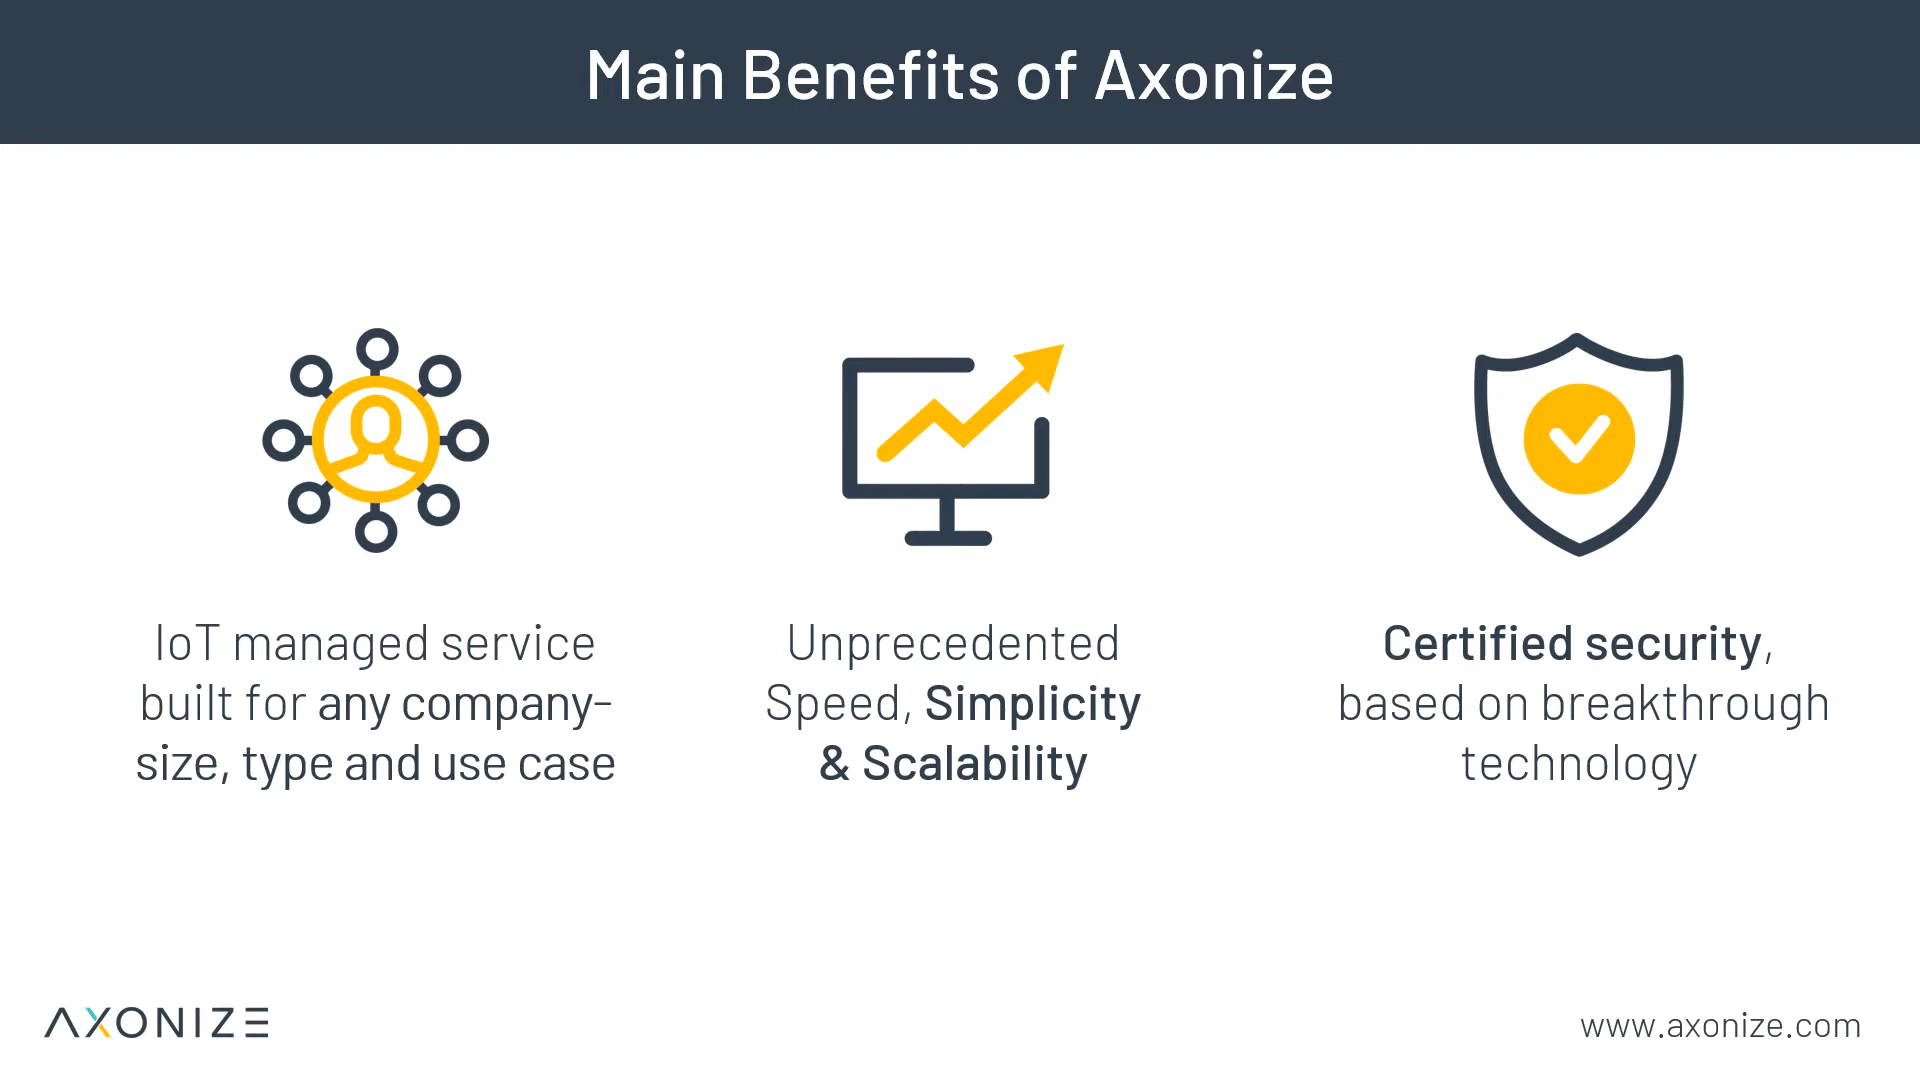 Main Benefits of Axonize
IoT managed service
built for any company-
size, type and use case
Unprecedented
Speed, Simplicity
& Scalability
Certified security,
based on breakthrough
technology
AXONIZE
www.axonize.com